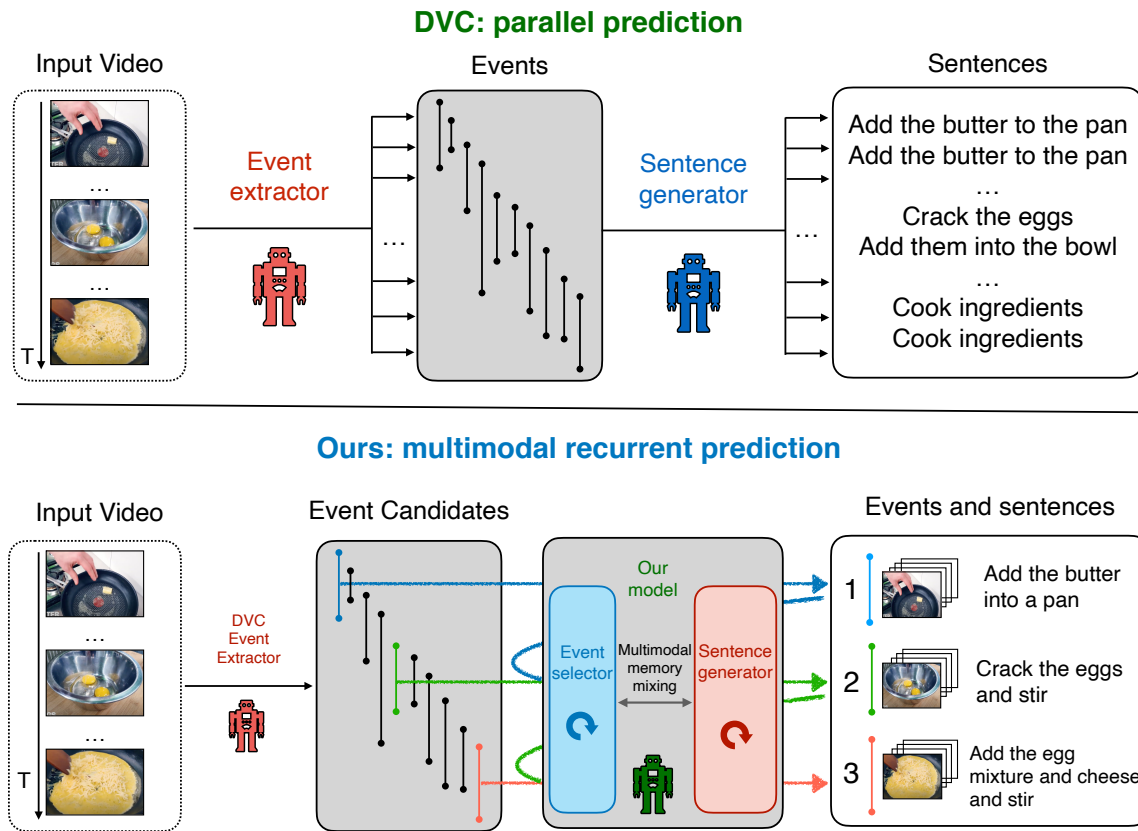 DVC: parallel prediction
Input Video
Events
Sentences
...
...
T
Event
extractor
...
Sentence
generator
...
Add the butter to the pan
Add the butter to the pan
...
Crack the eggs
Add them into the bowl
...
Cook ingredients
Cook ingredients
Ours: multimodal recurrent prediction
Input Video
Event Candidates
Events and sentences
...
...
T
DVC
Event
Extractor
Our
model
Event
selector
Multimodal
memory
mixing
Sentence
generator
1
Add the butter
into a pan
2
Crack the eggs
and stir
3
Add the egg
mixture and cheese
and stir